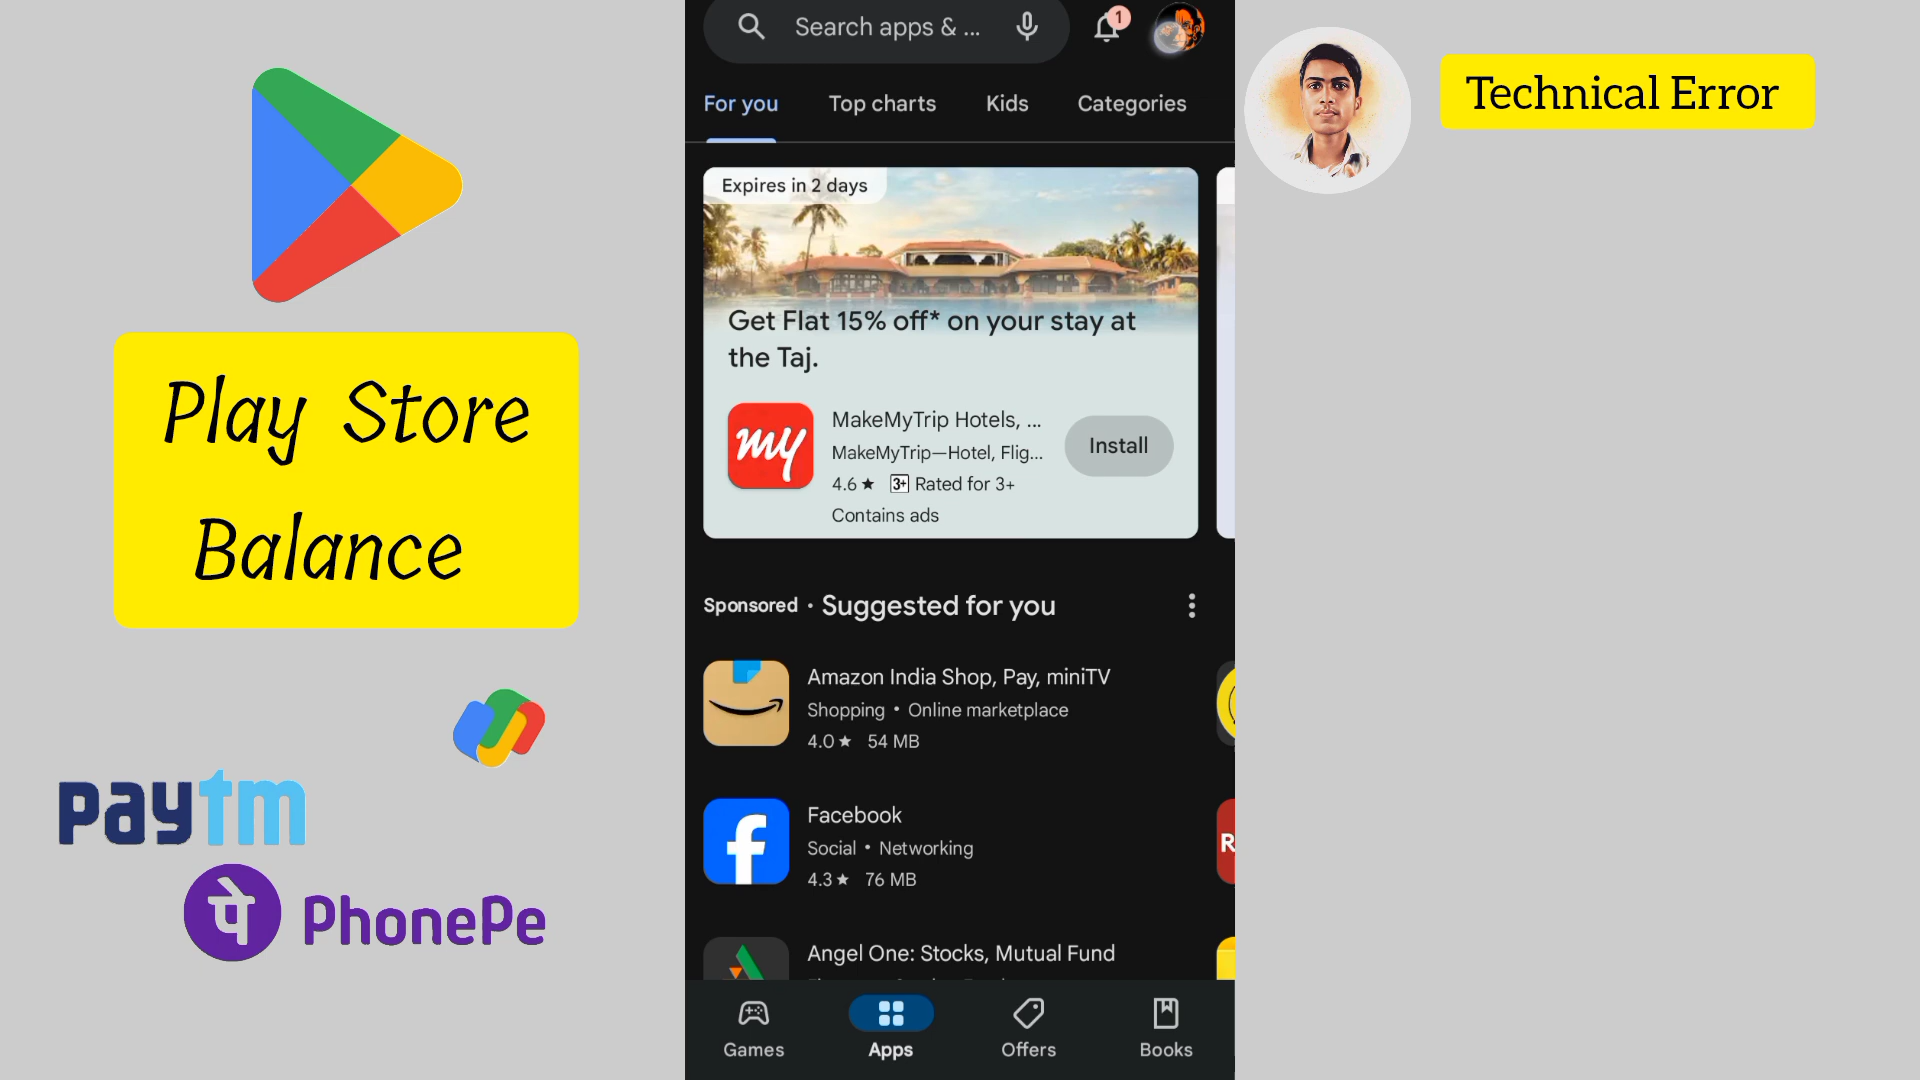 Play Store
Balance
paytm
पे PhonePe
Search apps & ...
1
For you
Top charts
Kids
Categories
Expires in 2 days
Get Flat 15% off* on your stay at
the Taj.
my
MakeMyTrip Hotels, ...
MakeMyTrip—Hotel, Flig...
4.6 ★ 3+ Rated for 3+
Contains ads
Install
Sponsored • Suggested for you
Amazon India Shop, Pay, miniTV
Shopping • Online marketplace
4.0 ★ 54 MB
Facebook
Social • Networking
4.3 ★ 76 MB
R
Angel One: Stocks, Mutual Fund
Games
Apps
Offers
Books
Technical Error